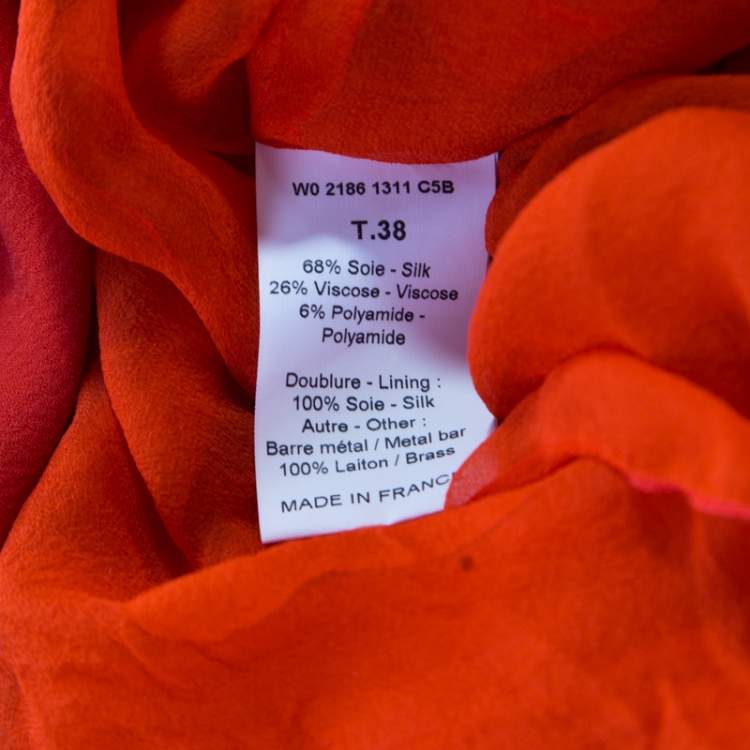 W0 2186 1311 C5B
T.38
68% Soie - Silk
26% Viscose - Viscose
6% Polyamide -
Polyamide
Doublure - Lining :
100% Soie - Silk
Autre - Other :
Barre métal / Metal bar
100% Laiton / Brass
MADE IN FRANCE